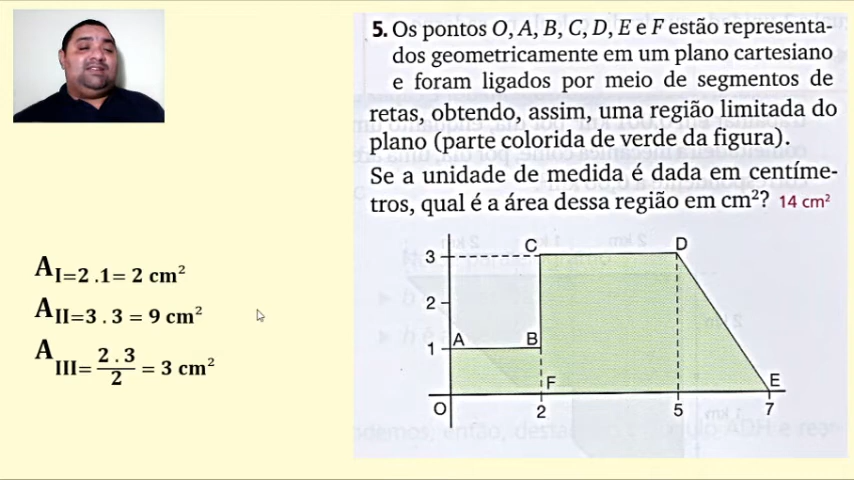 5. Os pontos O, A, B, C, D, E e F estão representa-
dos geometricamente em um plano cartesiano
e foram ligados por meio de segmentos de
retas, obtendo, assim, uma região limitada do
plano (parte colorida de verde da figura).
Se a unidade de medida é dada em centíme-
tros, qual é a área dessa região em cm²? 14 cm²
A I=2 .1= 2 cm²
A II=3 . 3 = 9 cm²
A III= 2 . 3 / 2 = 3 cm²
C D
3
2
A B
1
F E
O 2 5 7